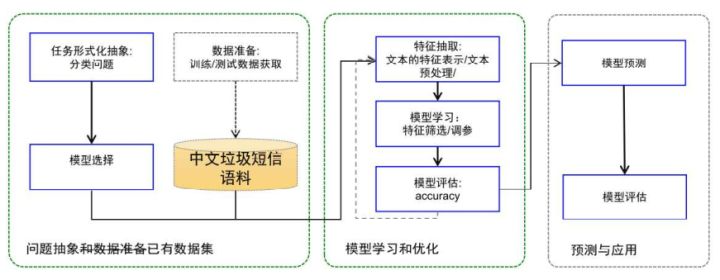 任务形式化抽象:
分类问题
数据准备:
训练/测试数据获取
模型选择
中文垃圾短信
语料
问题抽象和数据准备已有数据集
特征抽取:
文本的特征表示/文本
预处理/
模型学习：
特征筛选/调参
模型评估:
accuracy
模型学习和优化
模型预测
模型评估
预测与应用